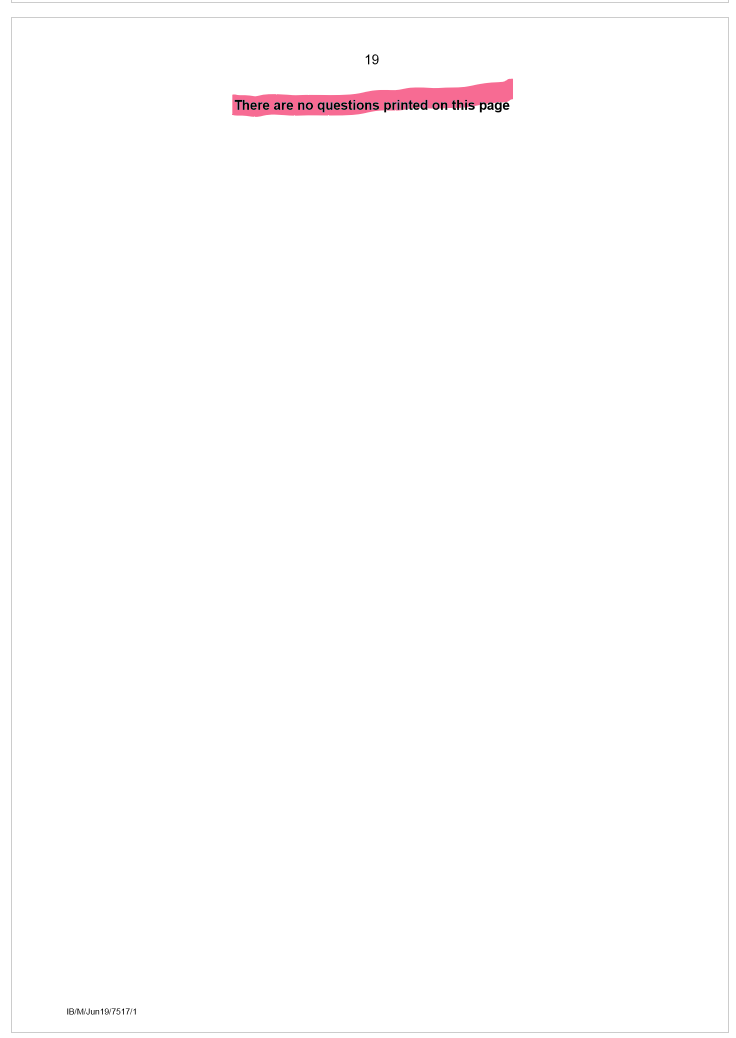 19
There are no questions printed on this page
IB/M/Jun19/7517/1